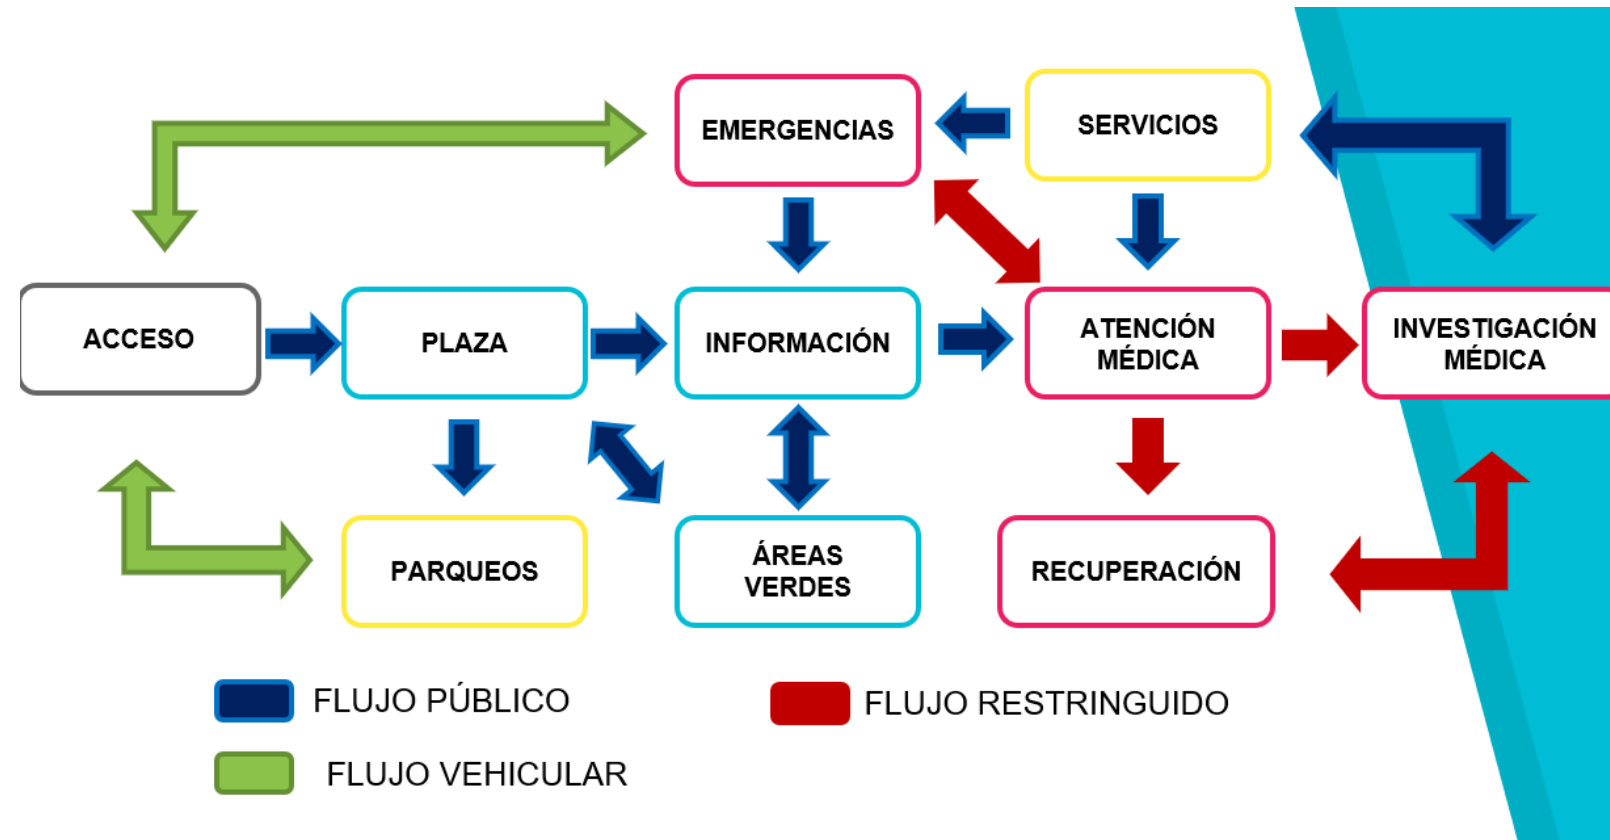 EMERGENCIAS
SERVICIOS
ACCESO
PLAZA
INFORMACIÓN
ATENCIÓN
MÉDICA
INVESTIGACIÓN
MÉDICA
PARQUEOS
ÁREAS
VERDES
RECUPERACIÓN
FLUJO PÚBLICO
FLUJO RESTRINGUIDO
FLUJO VEHICULAR